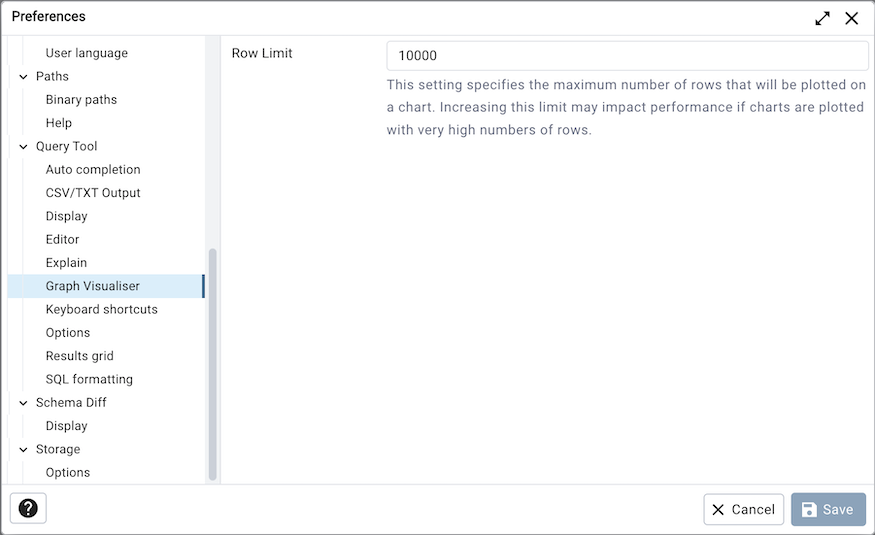 Preferences
User language
Paths
Binary paths
Help
Query Tool
Auto completion
CSV/TXT Output
Display
Editor
Explain
Graph Visualiser
Keyboard shortcuts
Options
Results grid
SQL formatting
Schema Diff
Display
Storage
Options
Row Limit
10000
This setting specifies the maximum number of rows that will be plotted on
a chart. Increasing this limit may impact performance if charts are plotted
with very high numbers of rows.
?
Cancel
Save